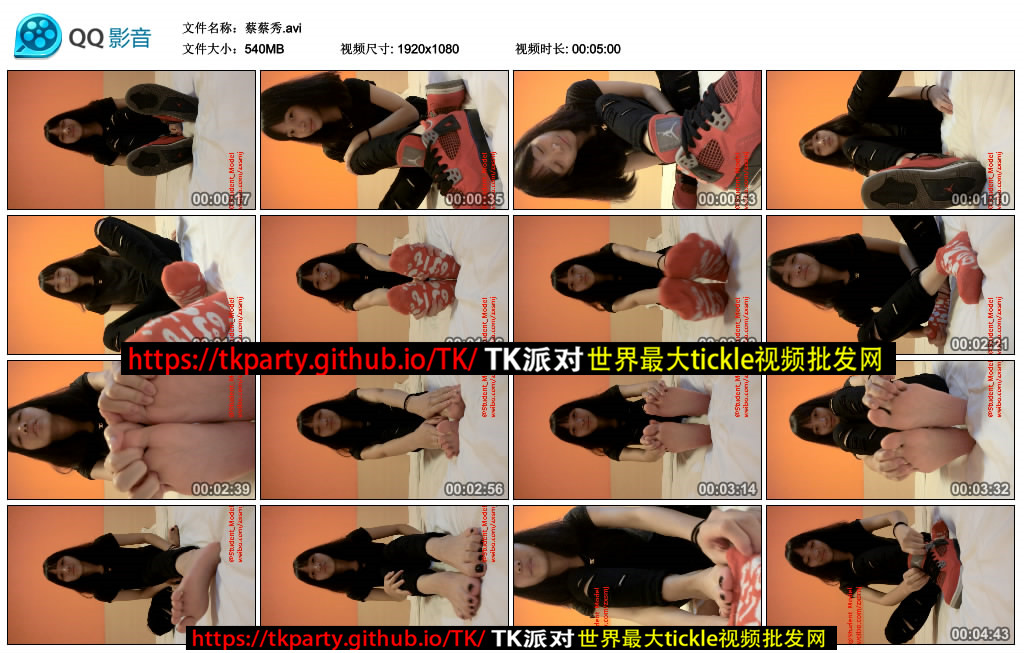 QQ影音
文件名称: 蔡蔡秀.avi
文件大小: 540MB 视频尺寸: 1920x1080 视频时长: 00:05:00
@Student_Model
weibo.com/zxsmj
00:00:17
00:00:35
00:00:53
00:01:10
00:02:21
https://tkparty.github.io/TK/ TK派对 世界最大tickle视频批发网
00:02:39
00:02:56
00:03:14
00:03:32
00:04:43
https://tkparty.github.io/TK/ TK派对 世界最大tickle视频批发网